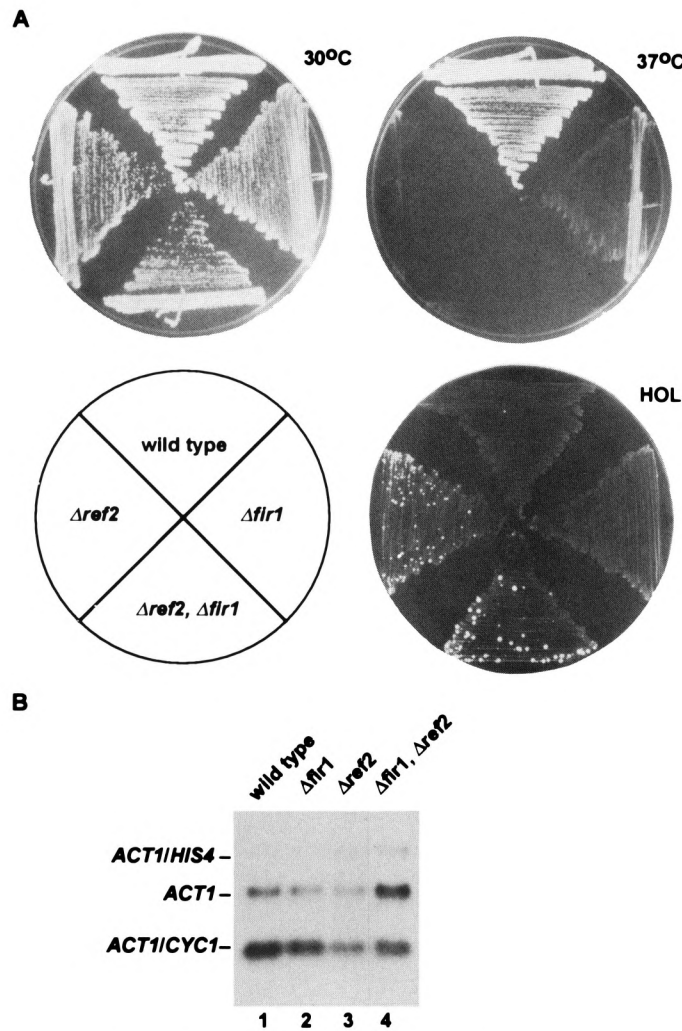 A
30°C
37°C
wild type
Δref2
Δfir1
Δref2, Δfir1
HOL
B
wild type
Δfir1
Δref2
Δfir1, Δref2
ACT1/HIS4 –
ACT1 –
ACT1/CYC1 –
1 2 3 4